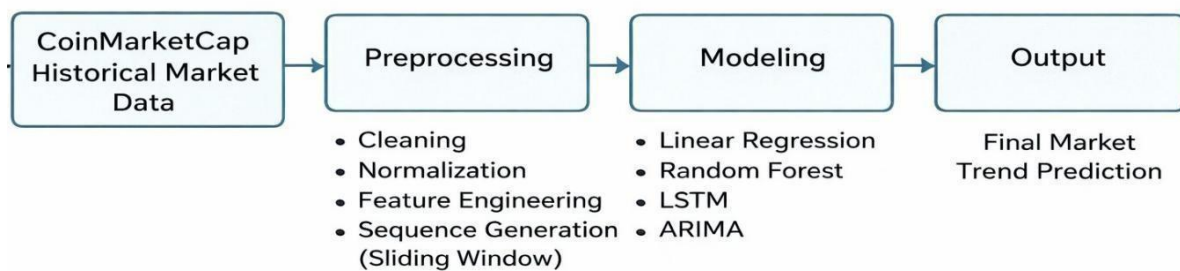 CoinMarketCap
Historical Market
Data
Preprocessing
• Cleaning
• Normalization
• Feature Engineering
• Sequence Generation
(Sliding Window)
Modeling
• Linear Regression
• Random Forest
• LSTM
• ARIMA
Output
Final Market
Trend Prediction